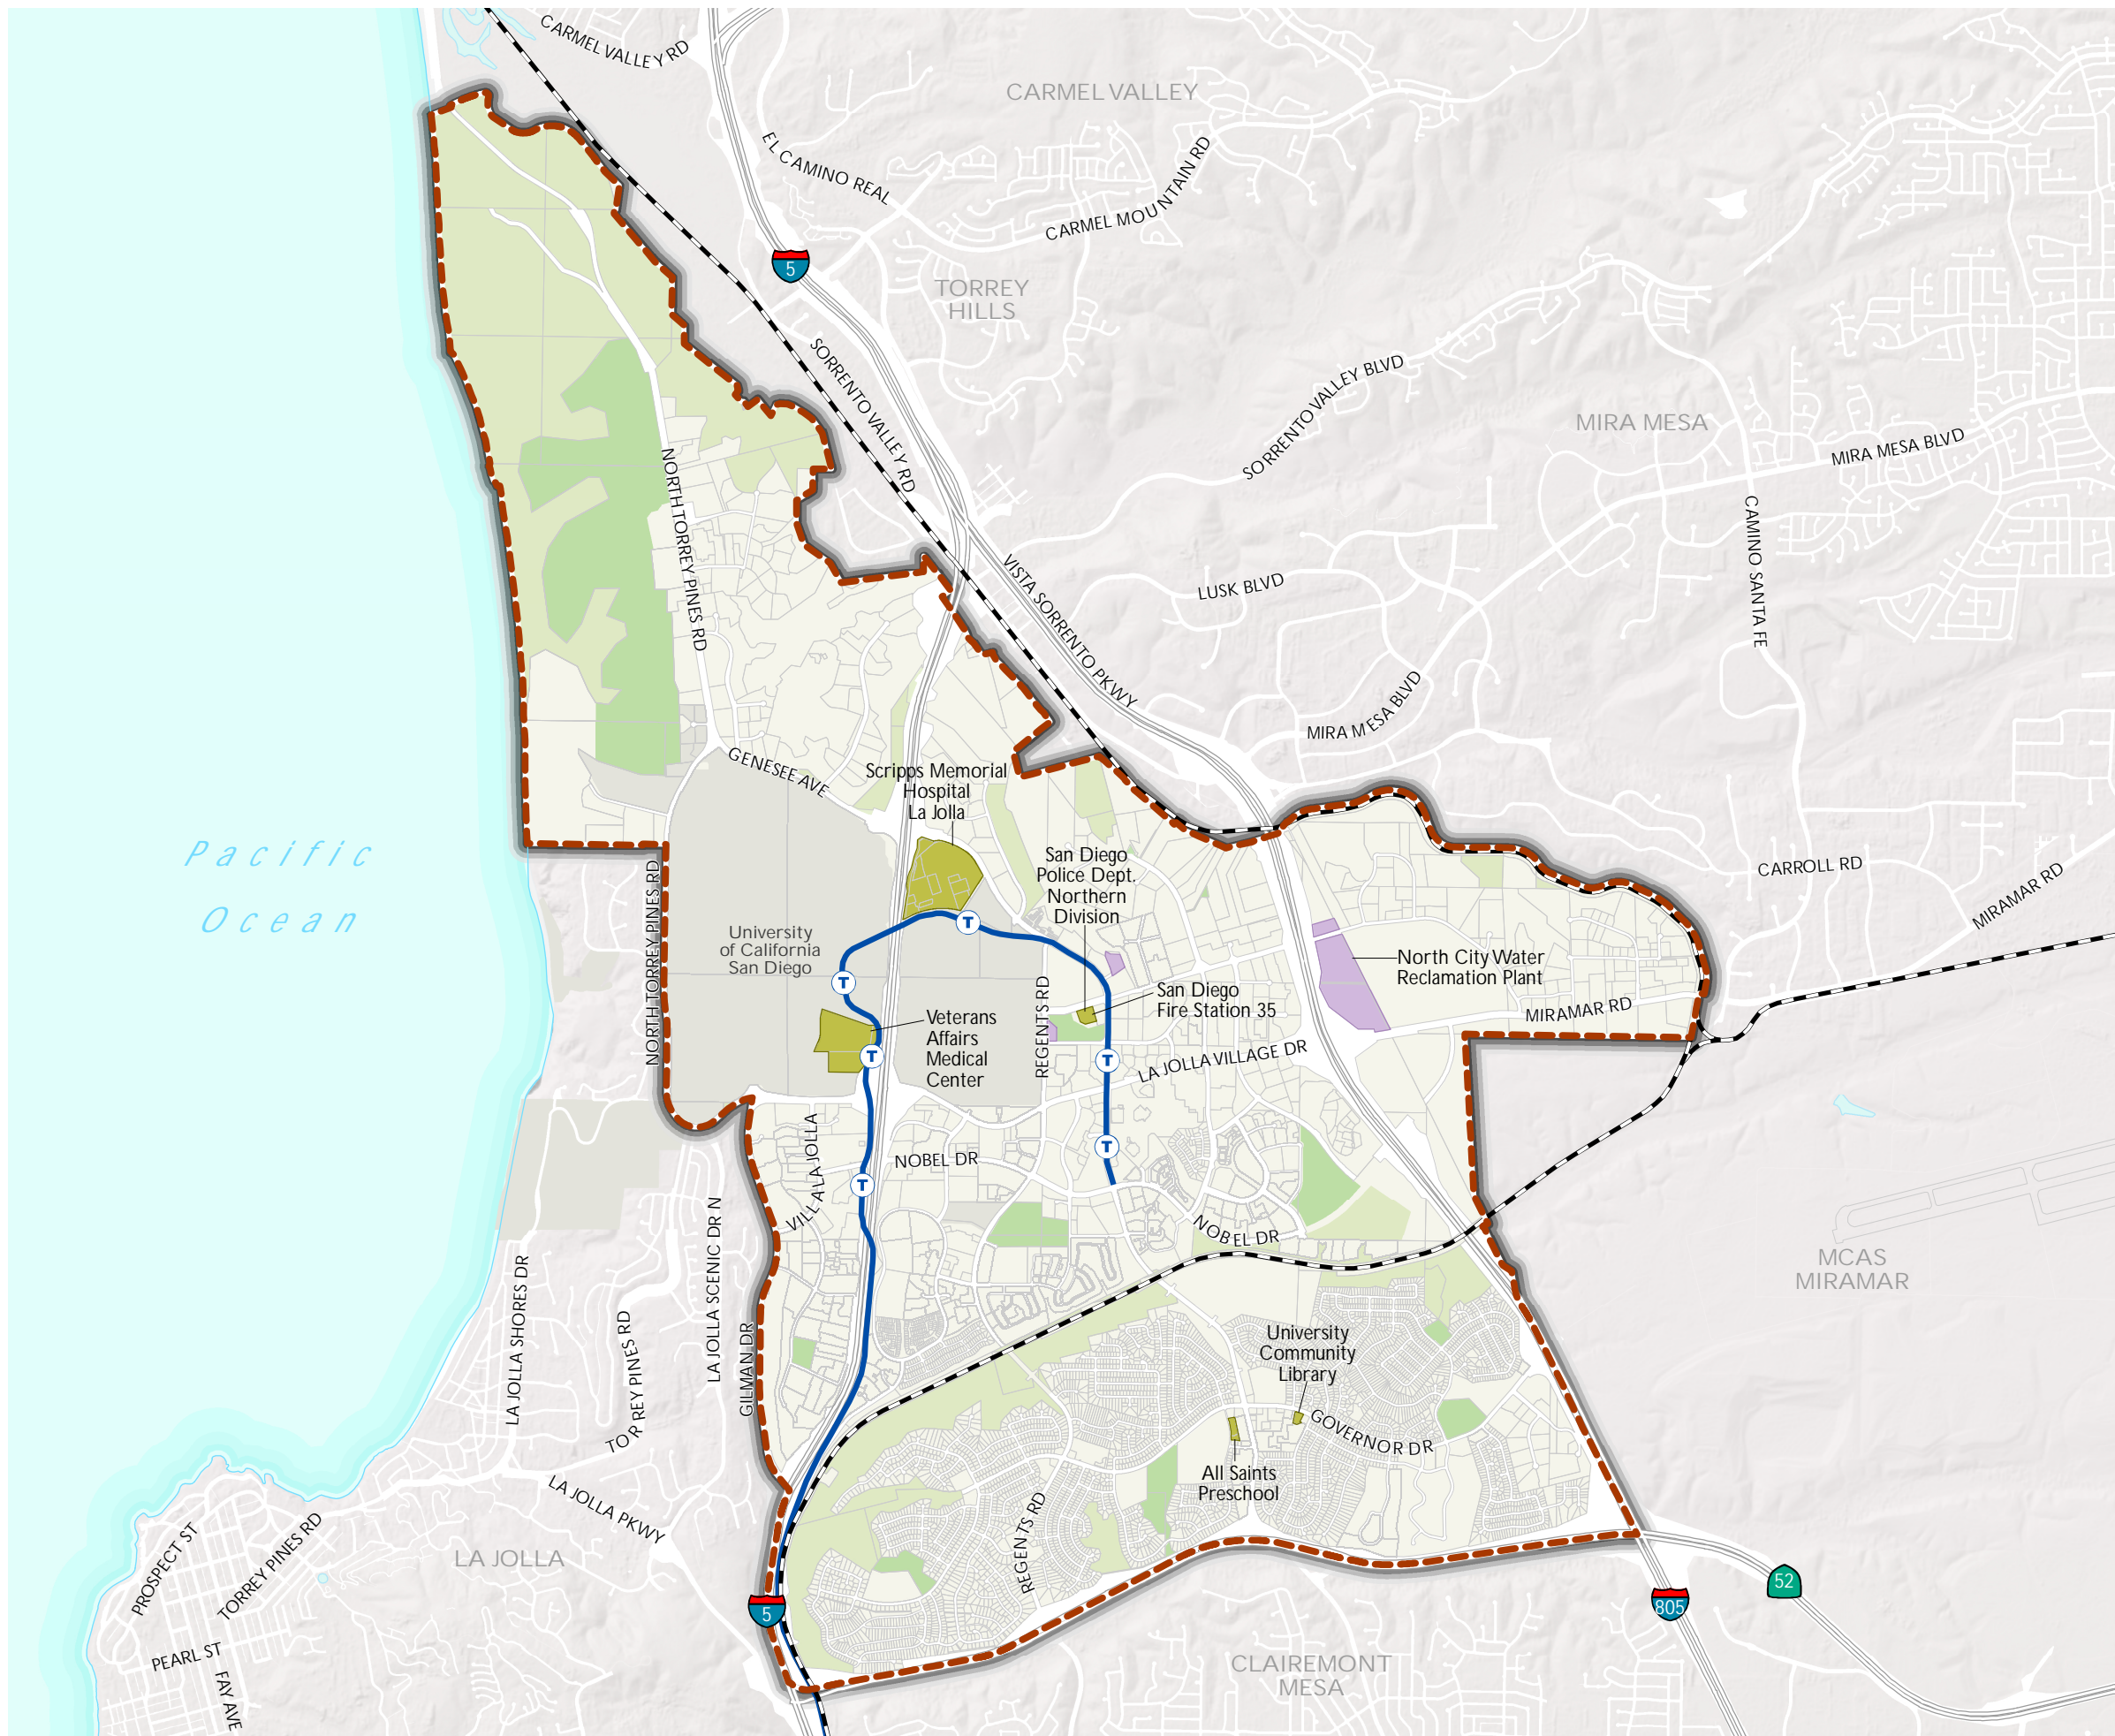 CARMEL VALLEY RD
CARMEL VALLEY
EL CAMINO REAL
CARMEL MOUNTAIN RD
5
TORREY
HILLS
SORRENTO VALLEY RD
SORRENTO VALLEY BLVD
MIRA MESA
MIRA MESA BLVD
NORTH TORREY PINES RD
CAMINO SANTA FE
VISTA SORRENTO PKWY
LUSK BLVD
MIRA MESA BLVD
GENESEE AVE
Scripps Memorial
Hospital
La Jolla
Pacific
Ocean
San Diego
Police Dept.
Northern
Division
CARROLL RD
MIRAMAR RD
NORTH TORREY PINES RD
University
of California
San Diego
T
T
North City Water
Reclamation Plant
San Diego
Fire Station 35
MIRAMAR RD
REGENTS RD
Veterans
Affairs
Medical
Center
T
T
LA JOLLA VILLAGE DR
VILLA LA JOLLA
NOBEL DR
T
T
NOBEL DR
MCAS
MIRAMAR
LA JOLLA SHORES DR
TORREY PINES RD
LA JOLLA SCENIC DR N
GILMAN DR
University
Community
Library
GOVERNOR DR
All Saints
Preschool
REGENTS RD
LA JOLLA PKWY
LA JOLLA
PROSPECT ST
TORREY PINES RD
PEARL ST
FAY AVE
5
805
52
CLAIREMONT
MESA